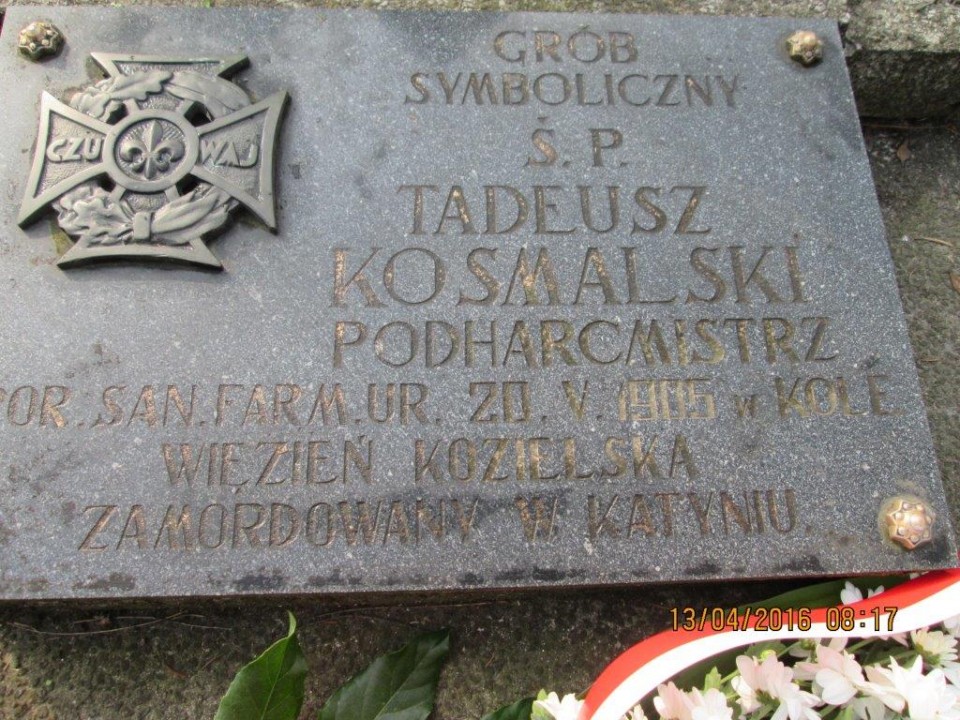 CZUWAJ
GRÓB
SYMBOLICZNY
Ś. P.
TADEUSZ
KOSMALSKI
PODHARCMISTRZ
POR. SAN. FARM. UR. 20. V. 1905 W KOLE.
WIĘZIEŃ KOZIELSKA
ZAMORDOWANY W KATYNIU.
13/04/2016 08:17